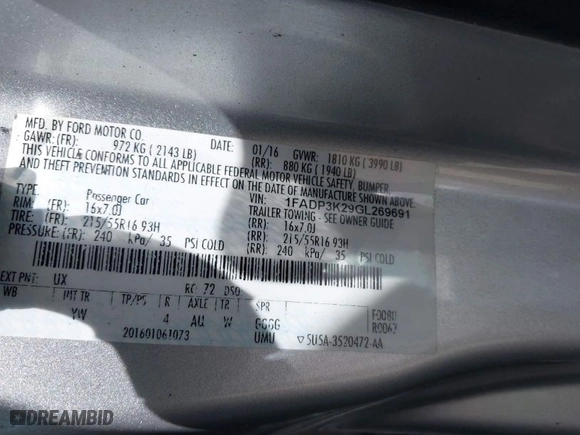 MFD. BY FORD MOTOR CO.
DATE: 01/16 GVWR: 1810 KG ( 3990 LB)
GAWR: (FR): 972 KG ( 2143 LB) (RR): 880 KG ( 1940 LB)
THIS VEHICLE CONFORMS TO ALL APPLICABLE FEDERAL MOTOR VEHICLE SAFETY, BUMPER,
AND THEFT PREVENTION STANDARDS IN EFFECT ON THE DATE OF MANUFACTURE SHOWN ABOVE.
VIN: 1FADP3K29GL269691
TYPE: Passenger Car TRAILER TOWING - SEE OWNER GUIDE
RIM: (FR) 16x7.0J (RR) 16x7.0J
TIRE: (FR) 215/55R16 93H (RR) 215/55R16 93H
PRESSURE: (FR) 240 kPa/ 35 PSI COLD (RR) 240 kPa/ 35 PSI COLD
EXT PNT: UX RC: 72 DSO
WB INT TR TP/PS R AXLE TR SPR
YW 4 AU W GGGG
UMU
201601061073
▽5U5A-3520472-AA
DREAMBID